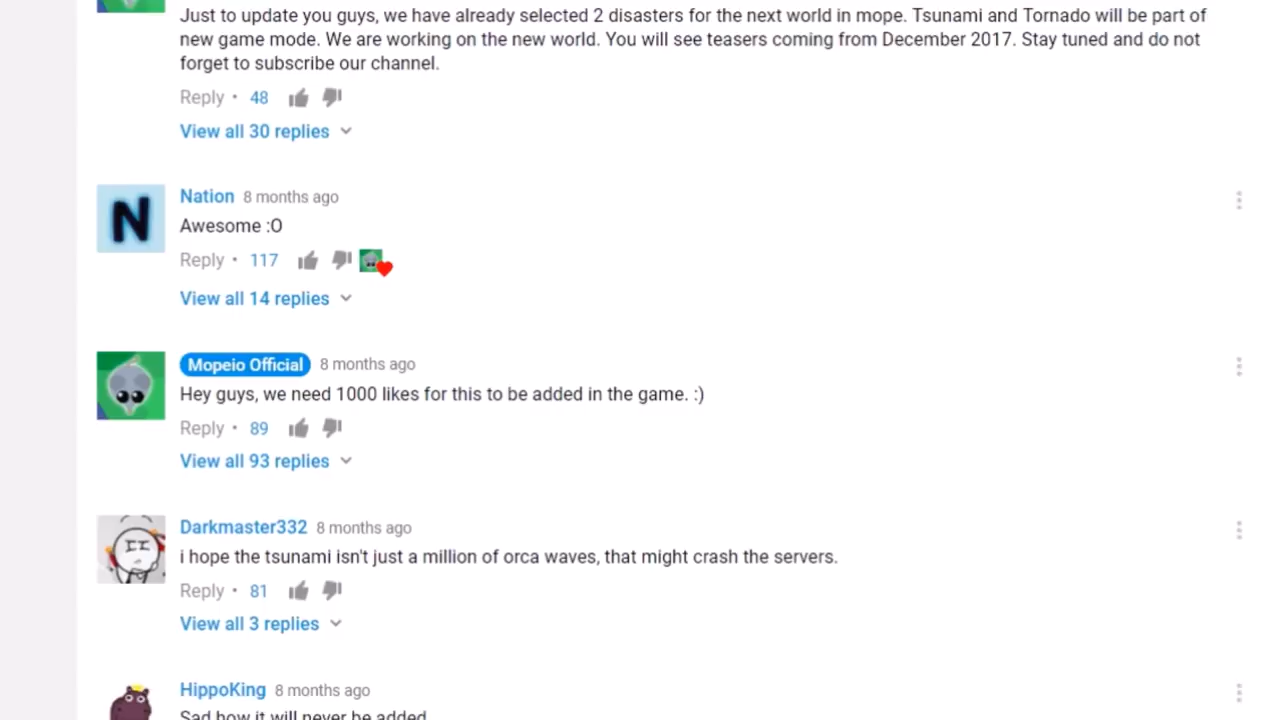 Just to update you guys, we have already selected 2 disasters for the next world in mope. Tsunami and Tornado will be part of
new game mode. We are working on the new world. You will see teasers coming from December 2017. Stay tuned and do not
forget to subscribe our channel.
Reply • 48
View all 30 replies
N
Nation 8 months ago
Awesome :O
Reply • 117
View all 14 replies
Mopeio Official 8 months ago
Hey guys, we need 1000 likes for this to be added in the game. :)
Reply • 89
View all 93 replies
Darkmaster332 8 months ago
i hope the tsunami isn't just a million of orca waves, that might crash the servers.
Reply • 81
View all 3 replies
HippoKing 8 months ago
Sad how it will never be added